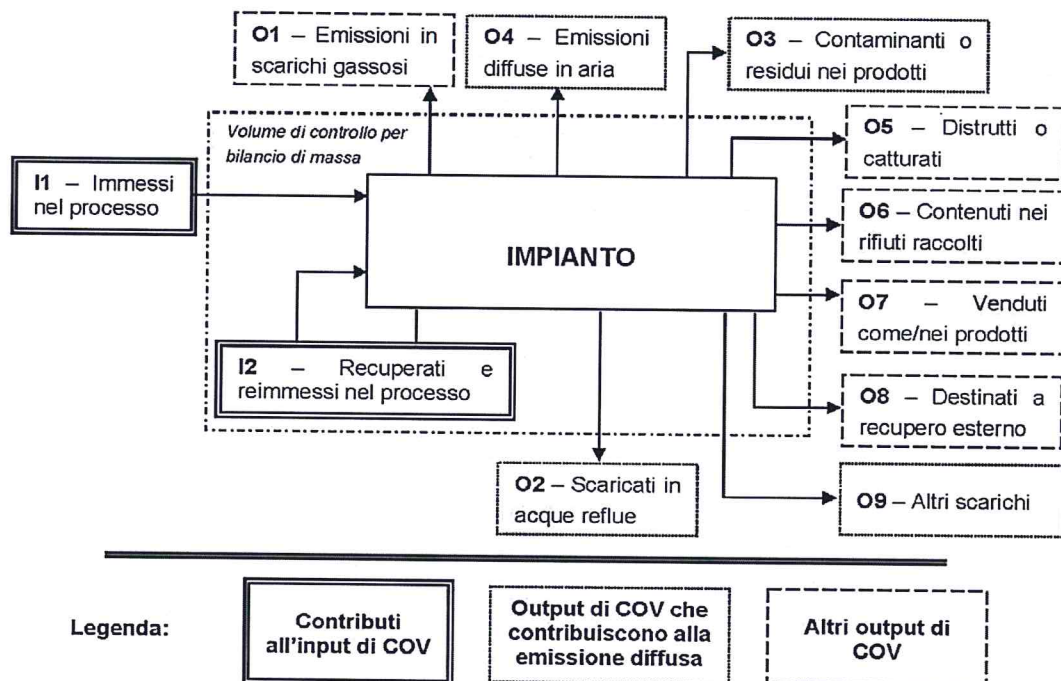 O1 – Emissioni in
scarichi gassosi
O4 – Emissioni
diffuse in aria
O3 – Contaminanti o
residui nei prodotti
Volume di controllo per
bilancio di massa
O5 – Distrutti o
catturati
I1 – Immessi
nel processo
O6 – Contenuti nei
rifiuti raccolti
IMPIANTO
O7 – Venduti
come/nei prodotti
I2 – Recuperati e
reimmessi nel processo
O8 – Destinati a
recupero esterno
O2 – Scaricati in
acque reflue
O9 – Altri scarichi
Legenda:
Contributi
all'input di COV
Output di COV che
contribuiscono alla
emissione diffusa
Altri output di
COV